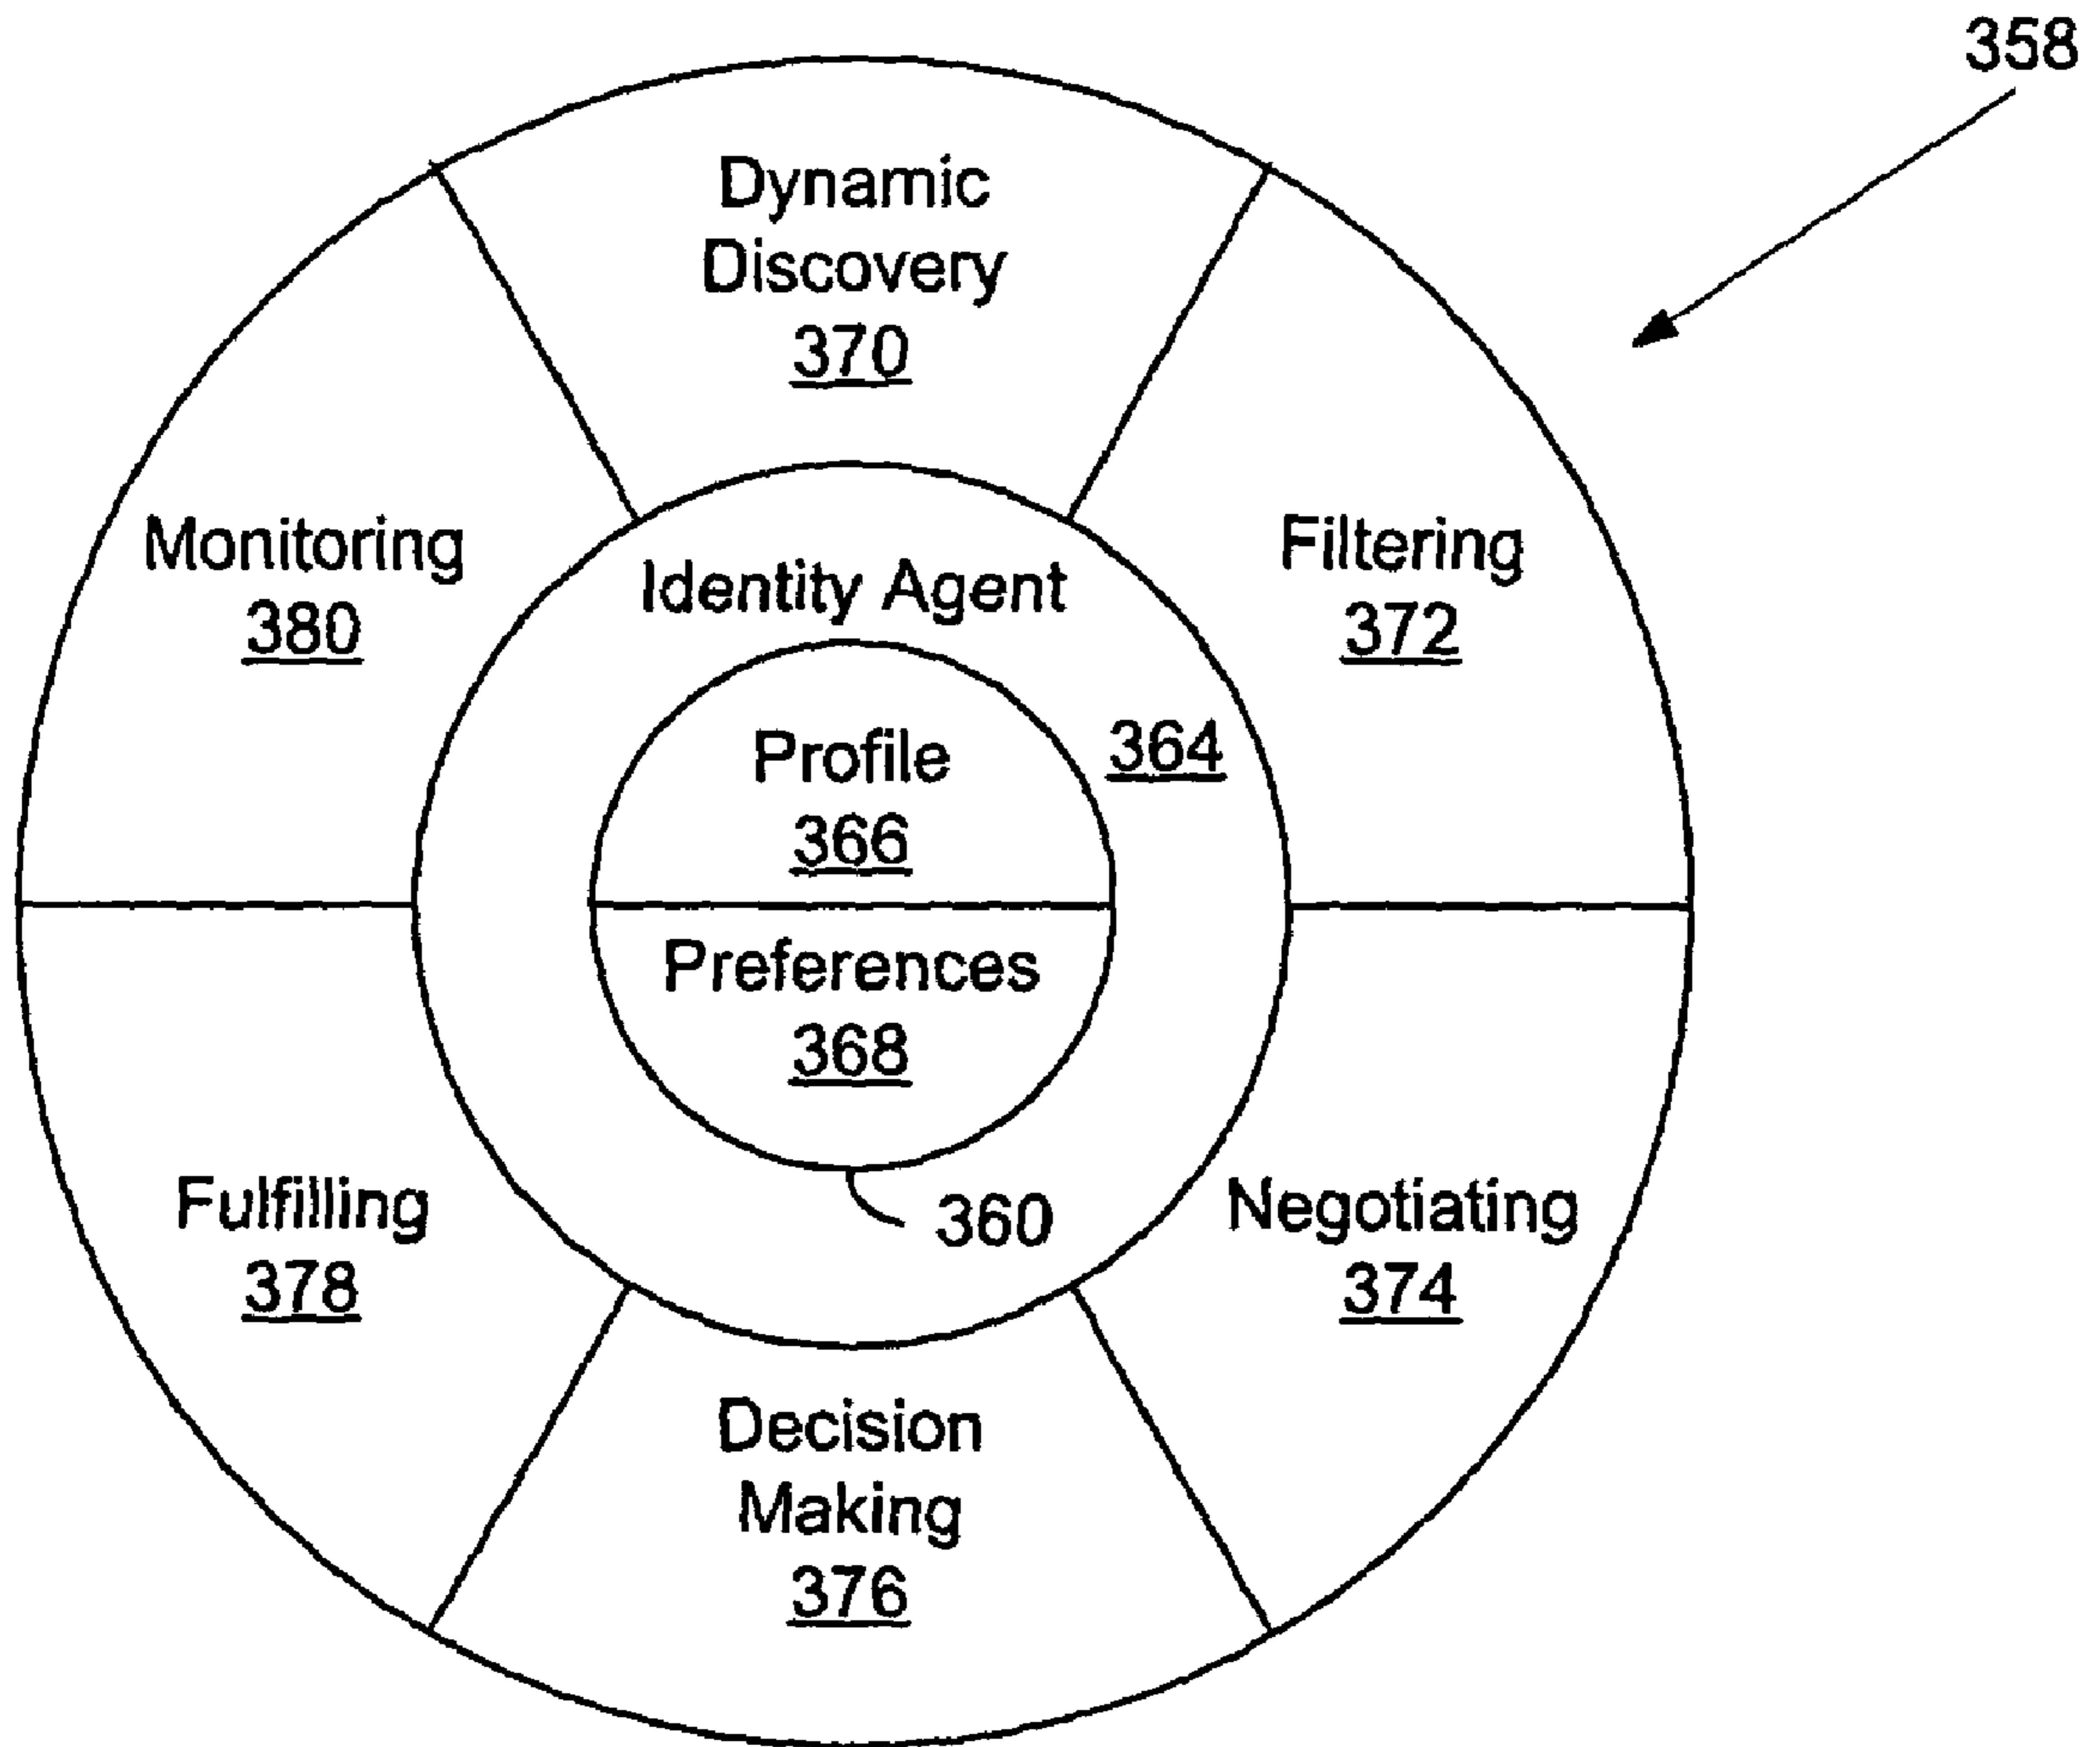 358
Dynamic
Discovery
370
Monitoring
380
Filtering
372
Identity Agent
364
Profile
366
Preferences
368
360
Fulfilling
378
Negotiating
374
Decision
Making
376